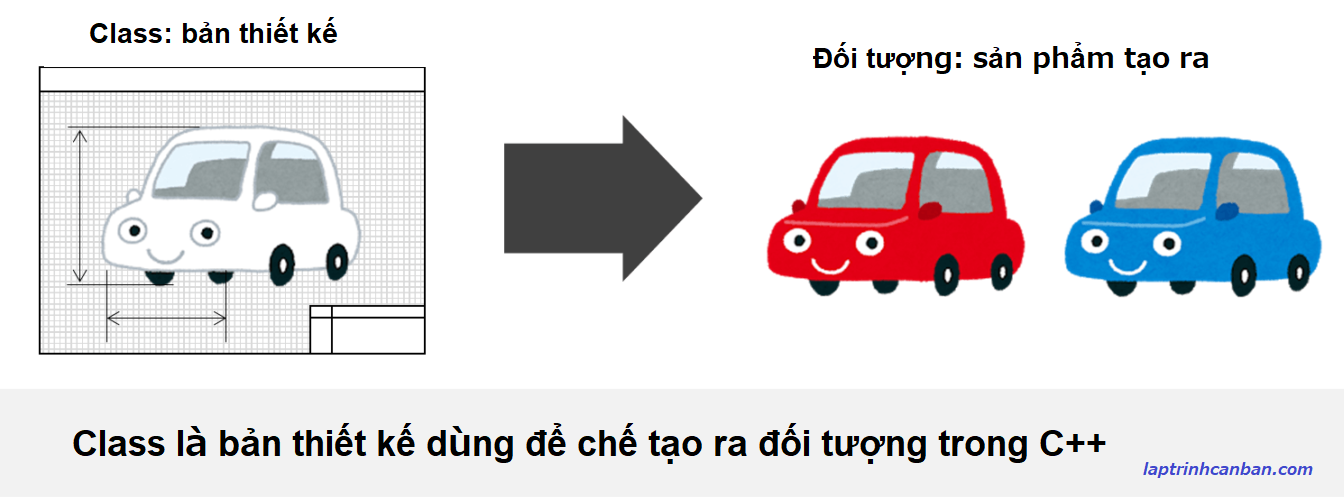 Class: bản thiết kế
Đối tượng: sản phẩm tạo ra
Class là bản thiết kế dùng để chế tạo ra đối tượng trong C++
laptrinhcanban.com